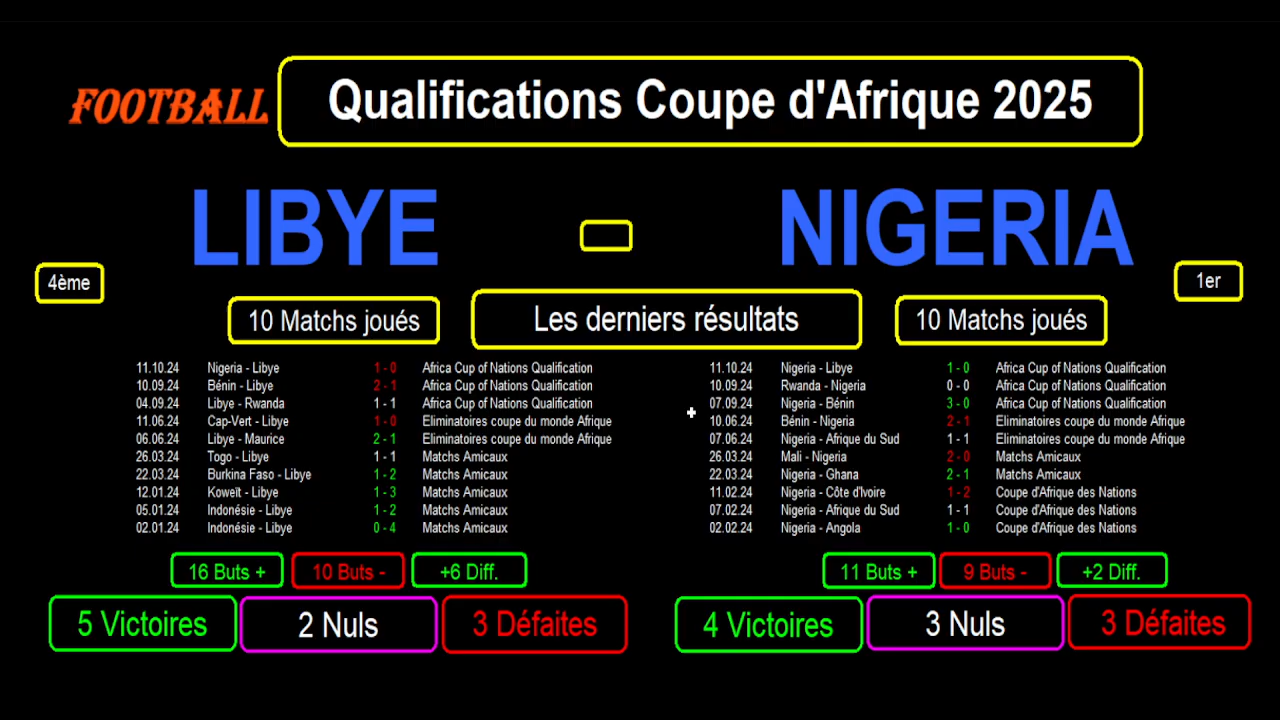 FOOTBALL Qualifications Coupe d'Afrique 2025
LIBYE NIGERIA
4ème 1er
10 Matchs joués Les derniers résultats 10 Matchs joués
11.10.24 Nigeria - Libye 1 - 0 Africa Cup of Nations Qualification 11.10.24 Nigeria - Libye 1 - 0 Africa Cup of Nations Qualification
10.09.24 Bénin - Libye 2 - 1 Africa Cup of Nations Qualification 10.09.24 Rwanda - Nigeria 0 - 0 Africa Cup of Nations Qualification
04.09.24 Libye - Rwanda 1 - 1 Africa Cup of Nations Qualification 07.09.24 Nigeria - Bénin 3 - 0 Africa Cup of Nations Qualification
11.06.24 Cap-Vert - Libye 1 - 0 Eliminatoires coupe du monde Afrique 10.06.24 Bénin - Nigeria 2 - 1 Eliminatoires coupe du monde Afrique
06.06.24 Libye - Maurice 2 - 1 Eliminatoires coupe du monde Afrique 07.06.24 Nigeria - Afrique du Sud 1 - 1 Eliminatoires coupe du monde Afrique
26.03.24 Togo - Libye 1 - 1 Matchs Amicaux 26.03.24 Mali - Nigeria 2 - 0 Matchs Amicaux
22.03.24 Burkina Faso - Libye 1 - 2 Matchs Amicaux 22.03.24 Nigeria - Ghana 2 - 1 Matchs Amicaux
12.01.24 Koweït - Libye 1 - 3 Matchs Amicaux 11.02.24 Nigeria - Côte d'Ivoire 1 - 2 Coupe d'Afrique des Nations
05.01.24 Indonésie - Libye 1 - 2 Matchs Amicaux 07.02.24 Nigeria - Afrique du Sud 1 - 1 Coupe d'Afrique des Nations
02.01.24 Indonésie - Libye 0 - 4 Matchs Amicaux 02.02.24 Nigeria - Angola 1 - 0 Coupe d'Afrique des Nations
16 Buts + 10 Buts - +6 Diff. 11 Buts + 9 Buts - +2 Diff.
5 Victoires 2 Nuls 3 Défaites 4 Victoires 3 Nuls 3 Défaites